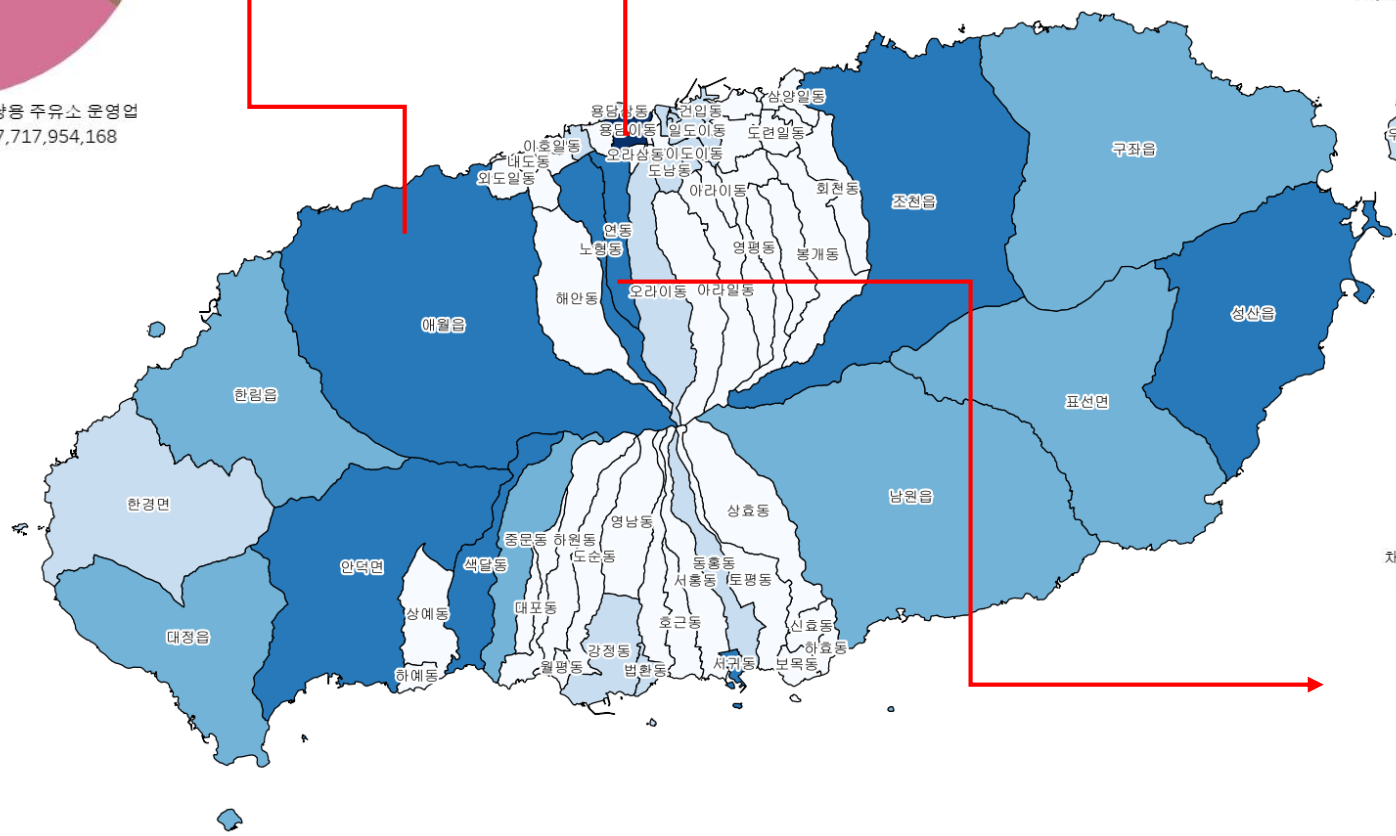 량용 주유소 운영업
7,717,954,168
삼양일동
용담삼동
건입동
용담이동
일도이동
도련일동
이호일동
오라삼동
이도이동
구좌읍
내도동
도남동
외도일동
아라이동
회천동
조천읍
연동
노형동
영평동
봉개동
해안동
오라이동
아라일동
성산읍
애월읍
한림읍
표선면
한경면
남원읍
상효동
영남동
중문동
하원동
도순동
안덕면
색달동
동홍동
서홍동
토평동
대포동
상예동
호근동
신효동
대정읍
강정동
하효동
월평동
법환동
서귀동
보목동
하예동